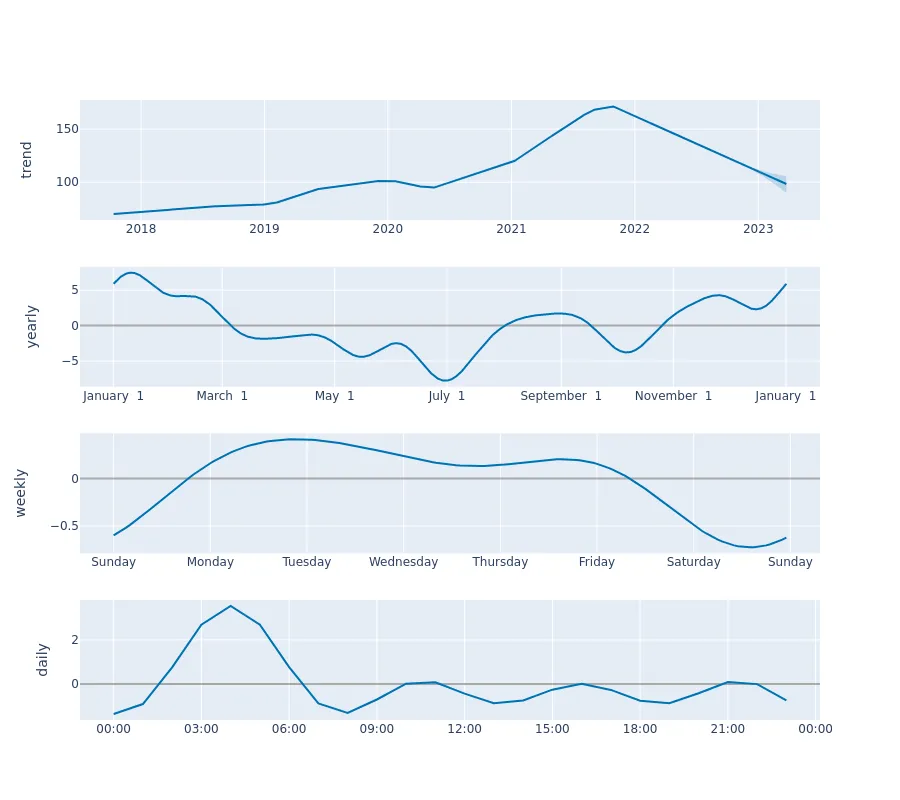 trend
150
100
2018 2019 2020 2021 2022 2023
yearly
5
0
−5
January 1 March 1 May 1 July 1 September 1 November 1 January 1
weekly
0
−0.5
Sunday Monday Tuesday Wednesday Thursday Friday Saturday Sunday
daily
2
0
00:00 03:00 06:00 09:00 12:00 15:00 18:00 21:00 00:00